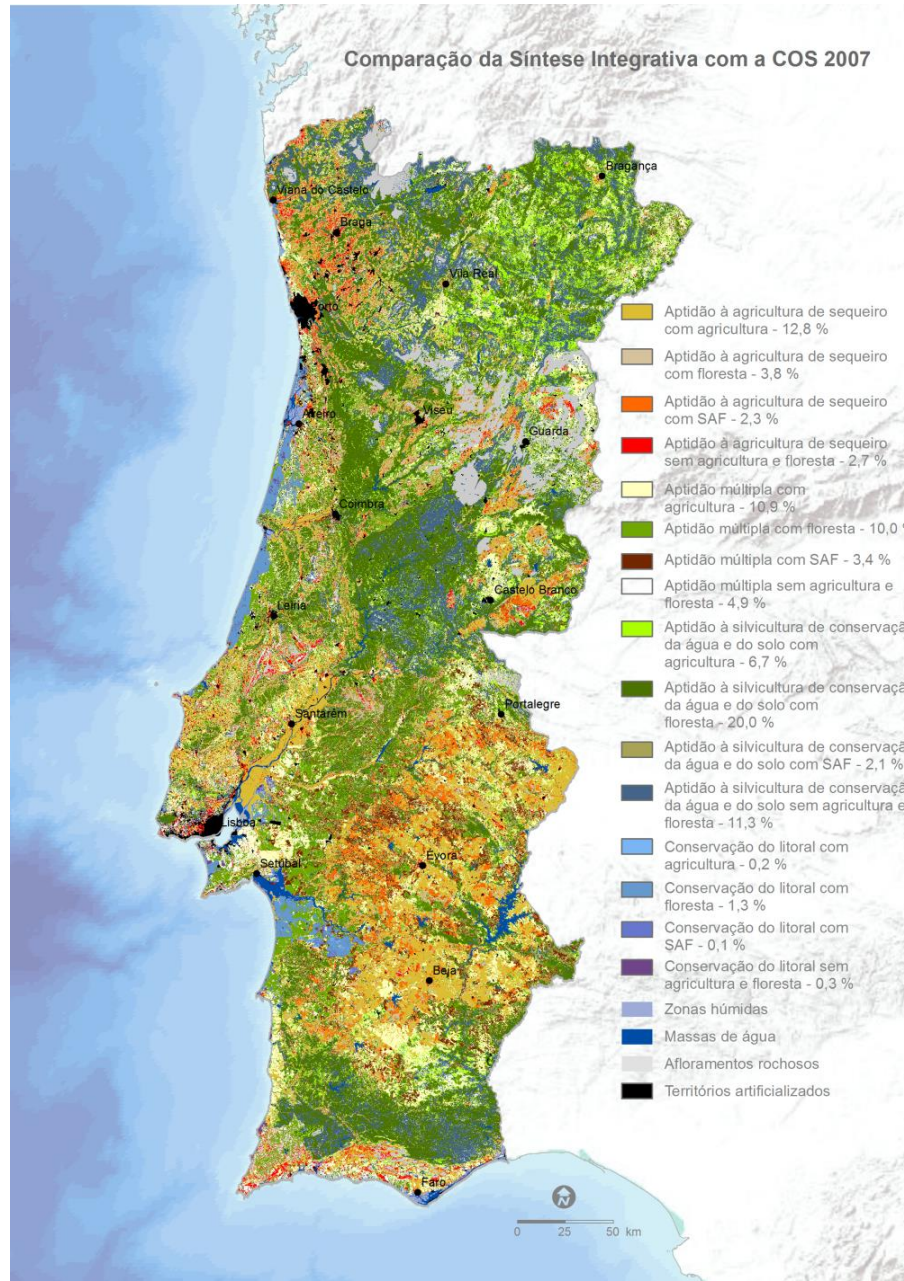 Comparação da Síntese Integrativa com a COS 2007
Bragança
Viana do Castelo
Braga
Vila Real
Porto
Aveiro
Viseu
Guarda
Coimbra
Castelo Branco
Leiria
Santarém
Portalegre
Lisboa
Setúbal
Évora
Beja
Faro
Aptidão à agricultura de sequeiro
com agricultura - 12,8 %
Aptidão à agricultura de sequeiro
com floresta - 3,8 %
Aptidão à agricultura de sequeiro
com SAF - 2,3 %
Aptidão à agricultura de sequeiro
sem agricultura e floresta - 2,7 %
Aptidão múltipla com
agricultura - 10,9 %
Aptidão múltipla com floresta - 10,0 %
Aptidão múltipla com SAF - 3,4 %
Aptidão múltipla sem agricultura e
floresta - 4,9 %
Aptidão à silvicultura de conservaçã
da água e do solo com
agricultura - 6,7 %
Aptidão à silvicultura de conservaçã
da água e do solo com
floresta - 20,0 %
Aptidão à silvicultura de conservaçã
da água e do solo com SAF - 2,1 %
Aptidão à silvicultura de conservaçã
da água e do solo sem agricultura e
floresta - 11,3 %
Conservação do litoral com
agricultura - 0,2 %
Conservação do litoral com
floresta - 1,3 %
Conservação do litoral com
SAF - 0,1 %
Conservação do litoral sem
agricultura e floresta - 0,3 %
Zonas húmidas
Massas de água
Afloramentos rochosos
Territórios artificializados
N
0 25 50 km